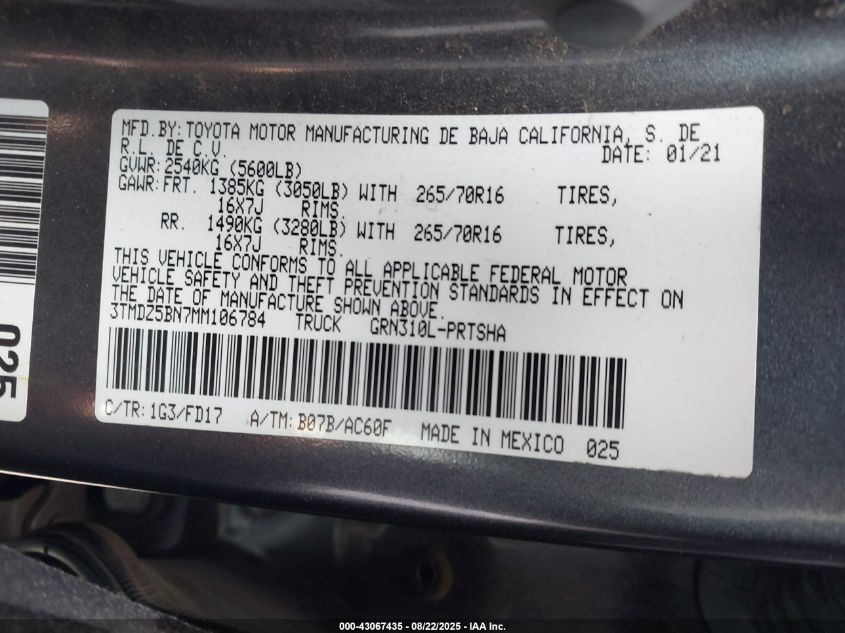 MFD.BY:TOYOTA MOTOR MANUFACTURING DE BAJA CALIFORNIA, S. DE
R.L. DE C.V.
DATE: 01/21
GVWR:2540KG (5600LB)
GAWR:FRT. 1385KG (3050LB) WITH 265/70R16 TIRES,
16X7J RIMS.
RR. 1490KG (3280LB) WITH 265/70R16 TIRES,
16X7J RIMS.
THIS VEHICLE CONFORMS TO ALL APPLICABLE FEDERAL MOTOR
VEHICLE SAFETY AND THEFT PREVENTION STANDARDS IN EFFECT ON
THE DATE OF MANUFACTURE SHOWN ABOVE.
3TMDZ5BN7MM106784 TRUCK GRN310L-PRTSHA
C/TR:1G3/FD17 A/TM:B07B/AC60F MADE IN MEXICO 025
025
000-43067435 - 08/22/2025 - IAA Inc.